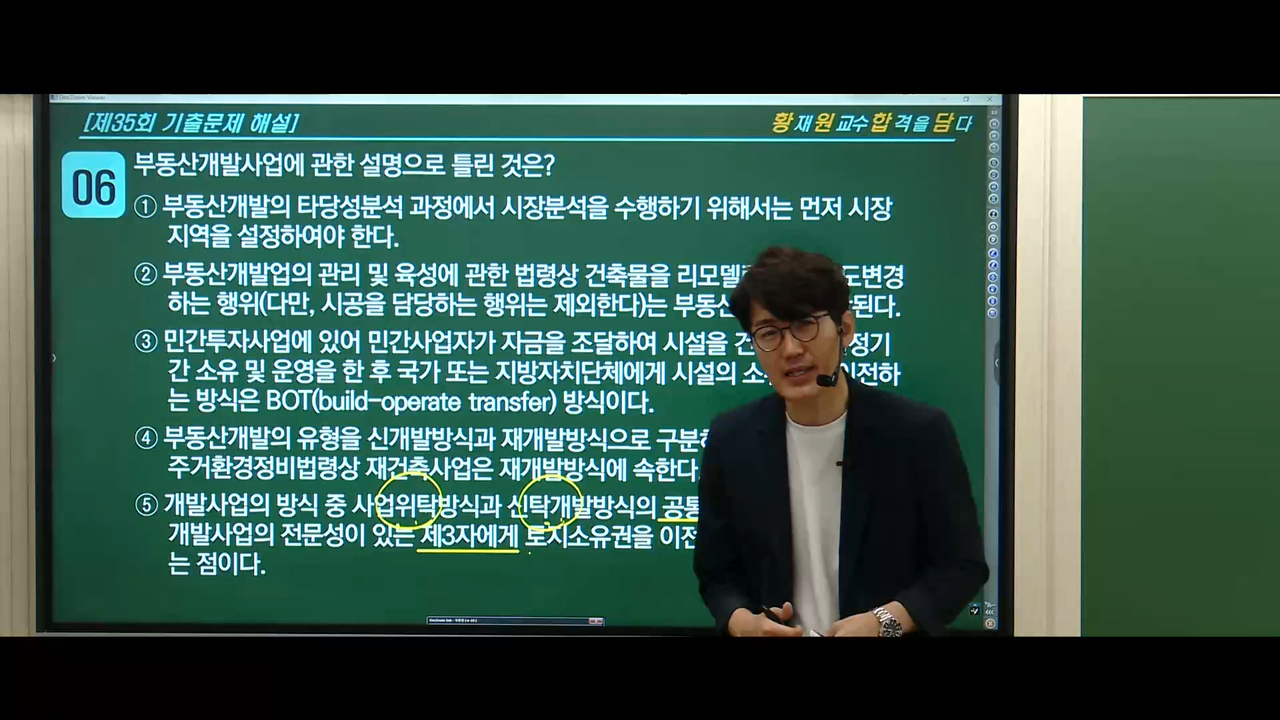 [제35회 기출문제 해설]
황재원 교수 합격을 담다
06
부동산개발사업에 관한 설명으로 틀린 것은?
① 부동산개발의 타당성분석 과정에서 시장분석을 수행하기 위해서는 먼저 시장
지역을 설정하여야 한다.
② 부동산개발업의 관리 및 육성에 관한 법령상 건축물을 리모델
하는 행위(다만, 시공을 담당하는 행위는 제외한다)는 부동산
③ 민간투자사업에 있어 민간사업자가 자금을 조달하여 시설을
간 소유 및 운영을 한 후 국가 또는 지방자치단체에게 시설의
는 방식은 BOT(build-operate transfer) 방식이다.
④ 부동산개발의 유형을 신개발방식과 재개발방식으로
주거환경정비법령상 재건축사업은 재개발방식에 속한다.
⑤ 개발사업의 방식 중 사업위탁방식과 신탁개발방식의 공통
개발사업의 전문성이 있는 제3자에게 토지소유권을 이전
는 점이다.